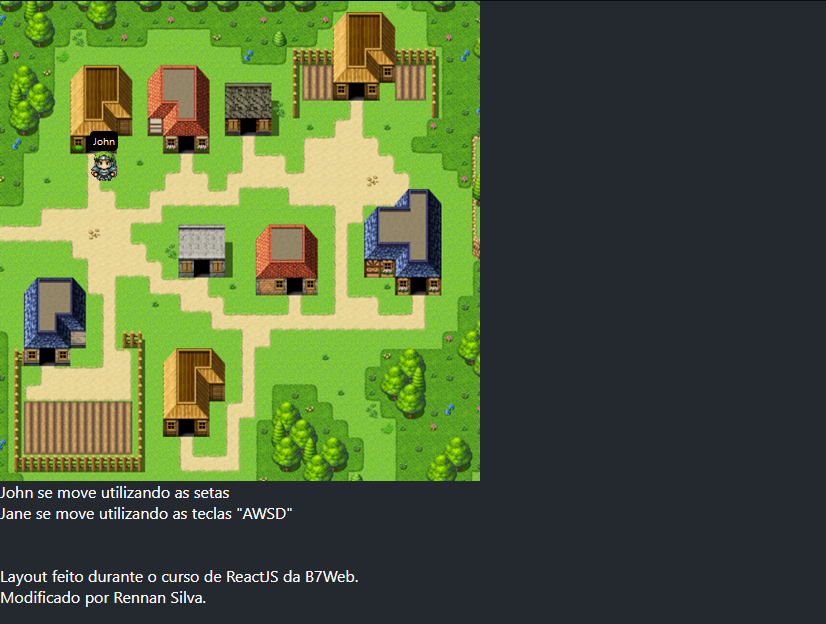 John
John se move utilizando as setas
Jane se move utilizando as teclas "AWSD"
Layout feito durante o curso de ReactJS da B7Web.
Modificado por Rennan Silva.